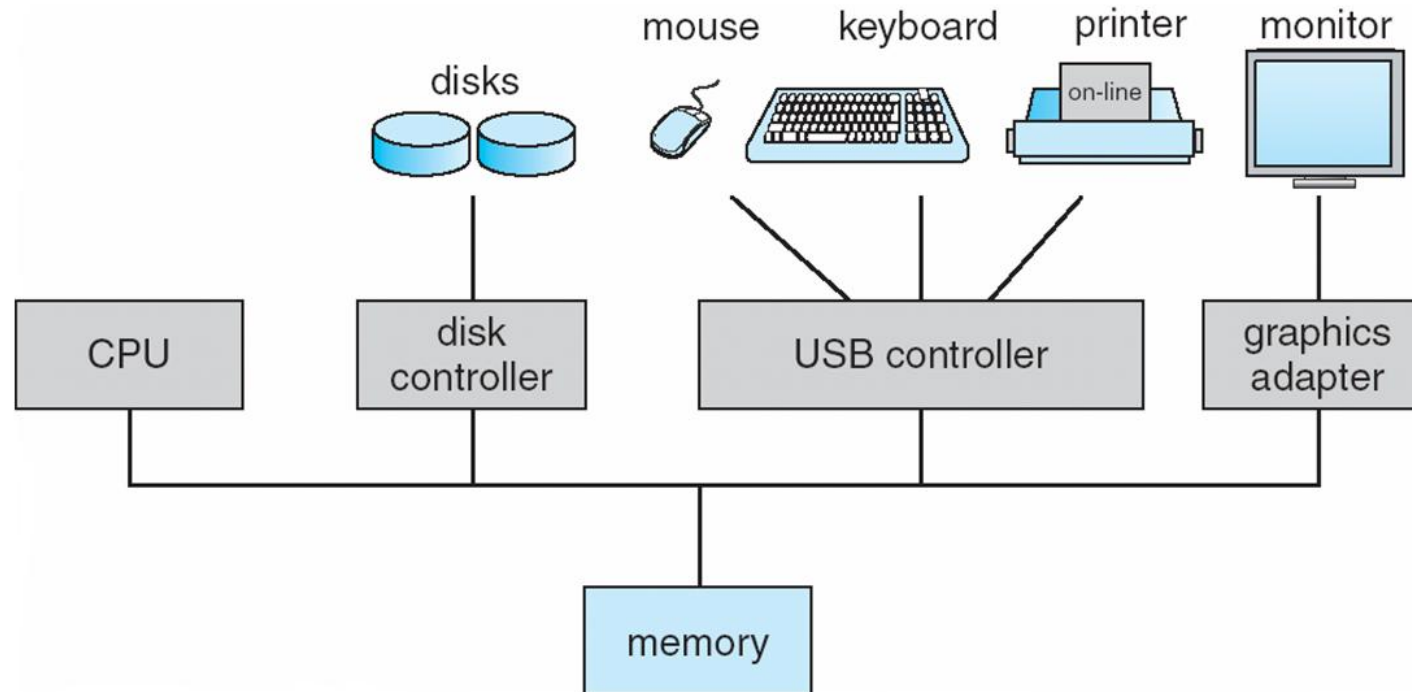 mouse
keyboard
printer
monitor
disks
on-line
CPU
disk
controller
USB controller
graphics
adapter
memory